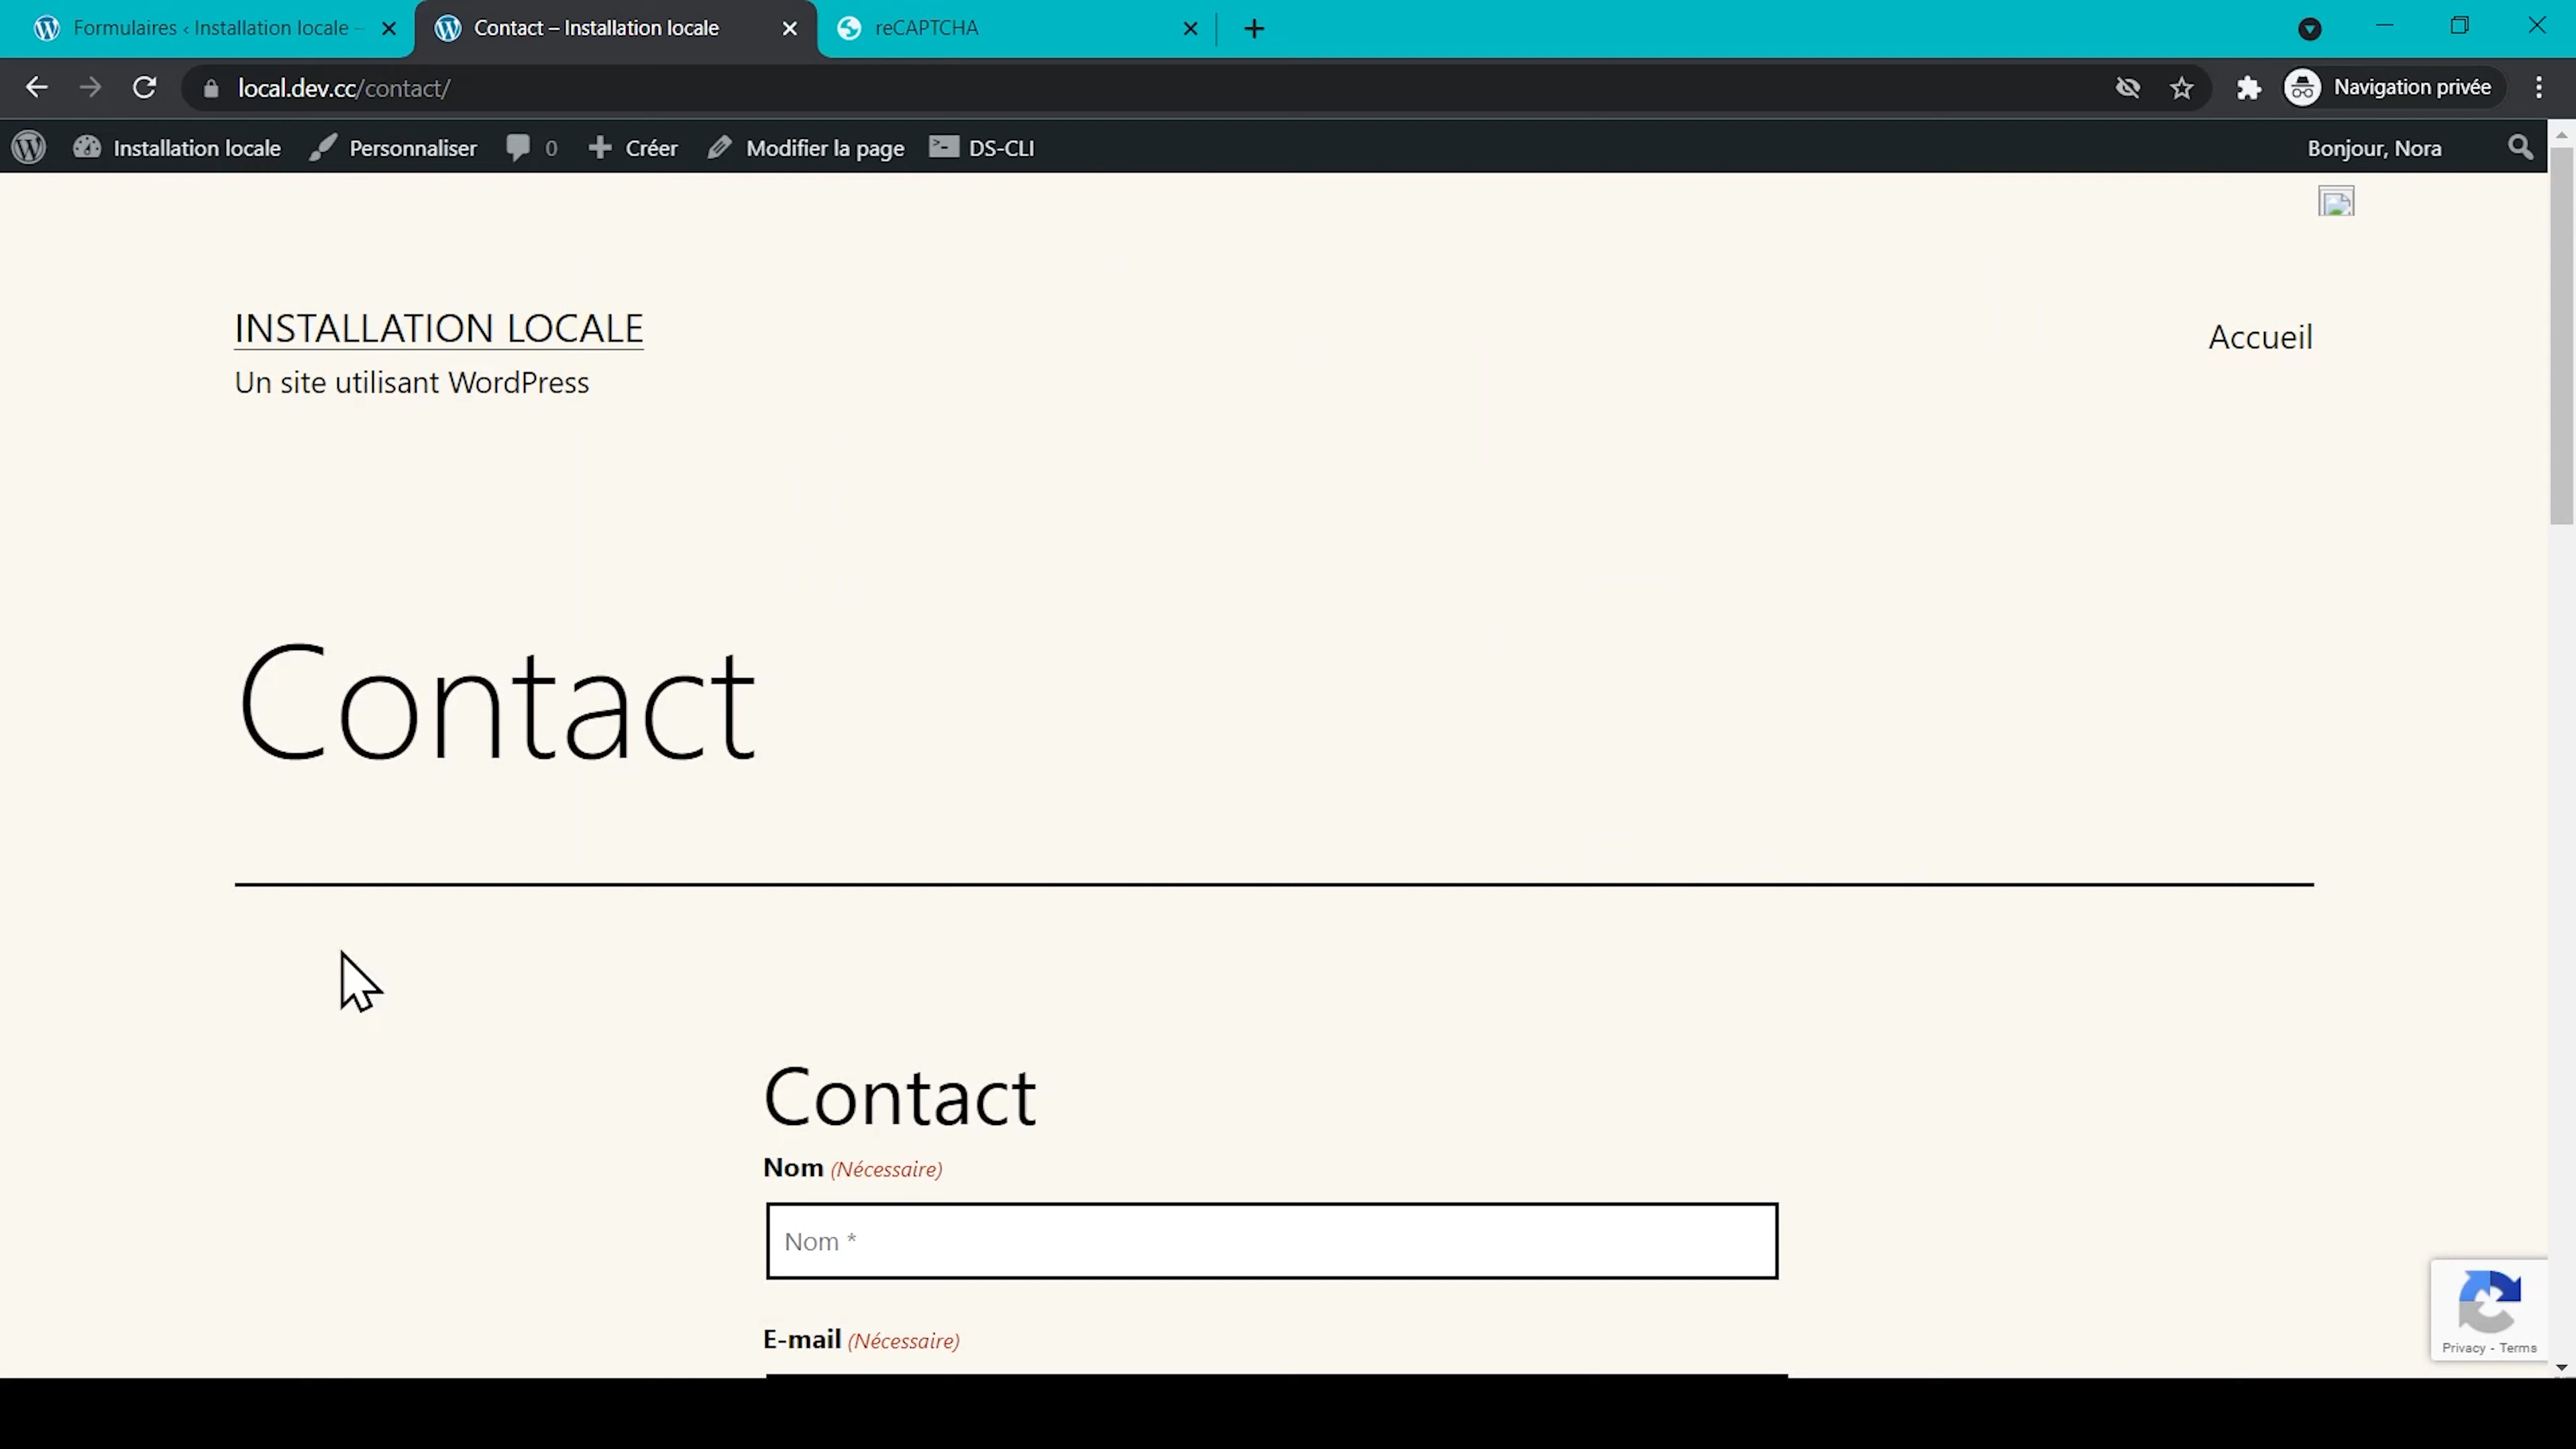 Formulaires ‹ Installation locale –
Contact – Installation locale
reCAPTCHA
local.dev.cc/contact/
Navigation privée
Installation locale
Personnaliser
0
Créer
Modifier la page
DS-CLI
Bonjour, Nora
INSTALLATION LOCALE
Accueil
Un site utilisant WordPress
Contact
Contact
Nom (Nécessaire)
Nom *
E-mail (Nécessaire)
Privacy - Terms